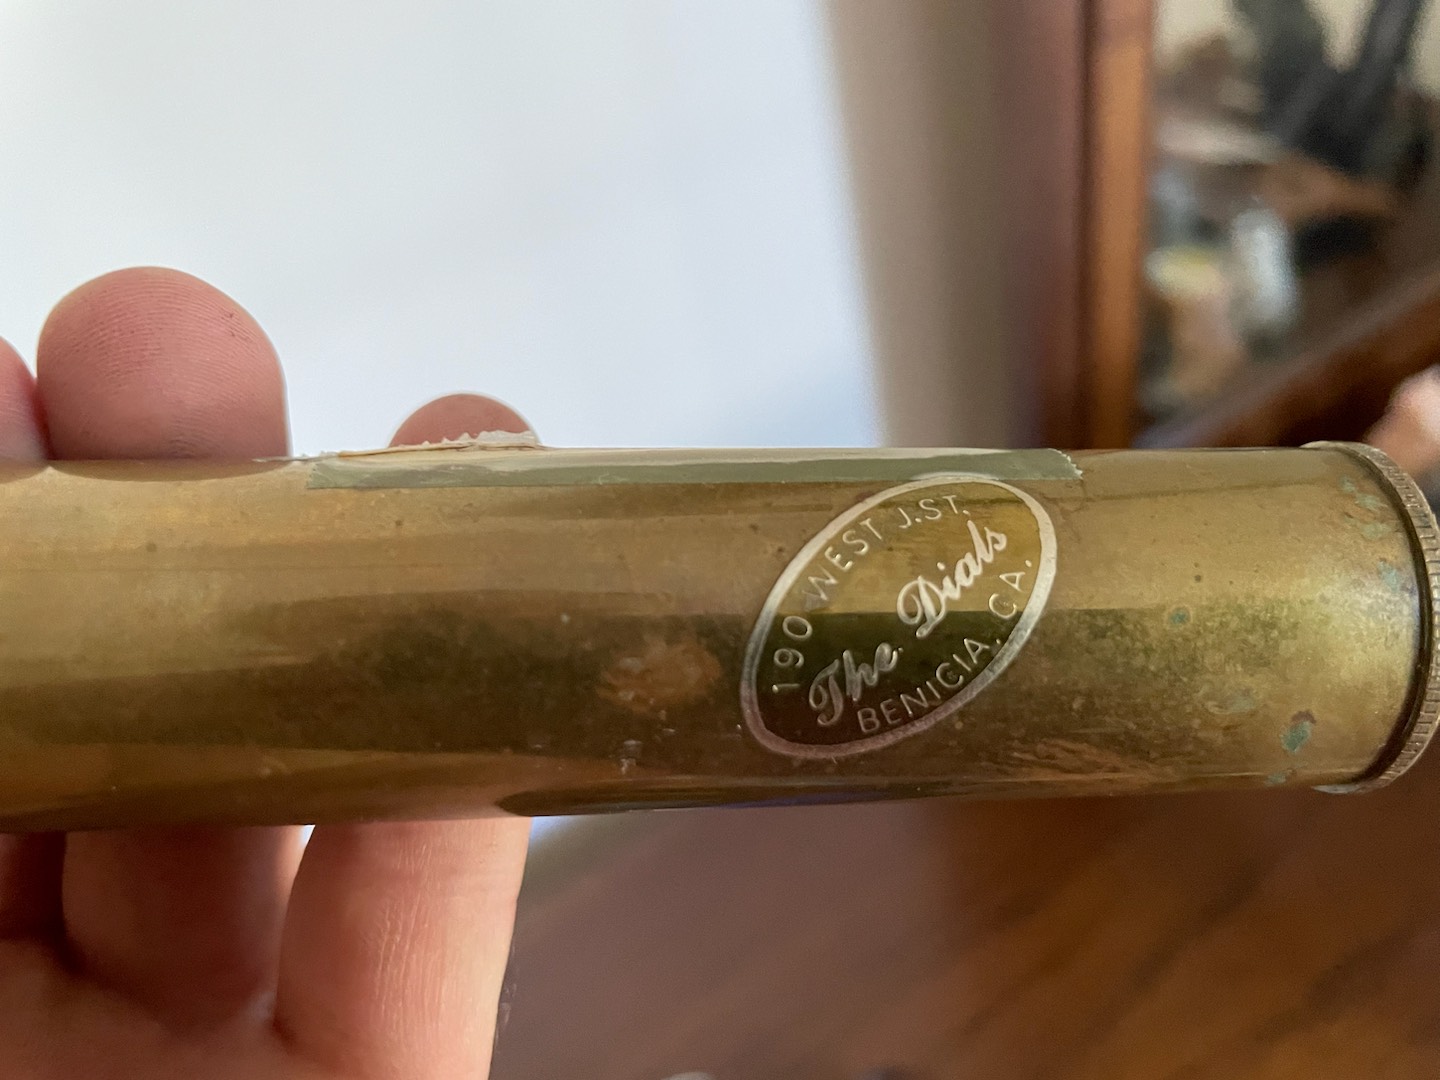 190 WEST J.ST.
The Dials
BENICIA, CA.